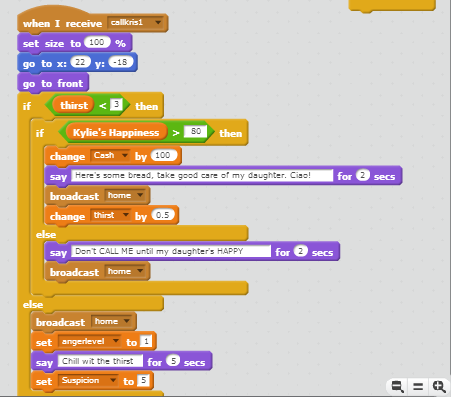 when I receive callkris1
set size to 100 %
go to x: 22 y: -18
go to front
if thirst < 3 then
if Kylie's Happiness > 80 then
change Cash by 100
say Here's some bread, take good care of my daughter. Ciao! for 2 secs
broadcast home
change thirst by 0.5
else
say Don't CALL ME until my daughter's HAPPY for 2 secs
broadcast home
else
broadcast home
set angerlevel to 1
say Chill wit the thirst for 5 secs
set Suspicion to 5